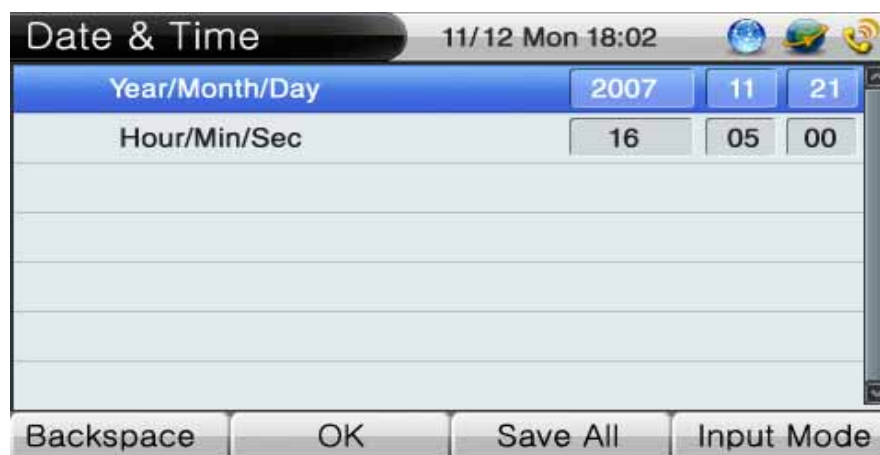 Date & Time 11/12 Mon 18:02
Year/Month/Day 2007 11 21
Hour/Min/Sec 16 05 00
Backspace OK Save All Input Mode